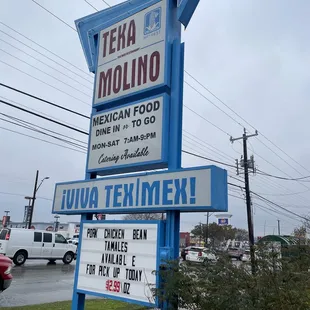 TEKA
MOLINO
MEXICAN FOOD
DINE IN OR TO GO
MON-SAT 7AM-9PM
Catering Available
¡VIVA TEX MEX!
PORK CHICKEN BEAN
TAMALES
AVAILABLE
FOR PICK UP TODAY
12.99 DZ